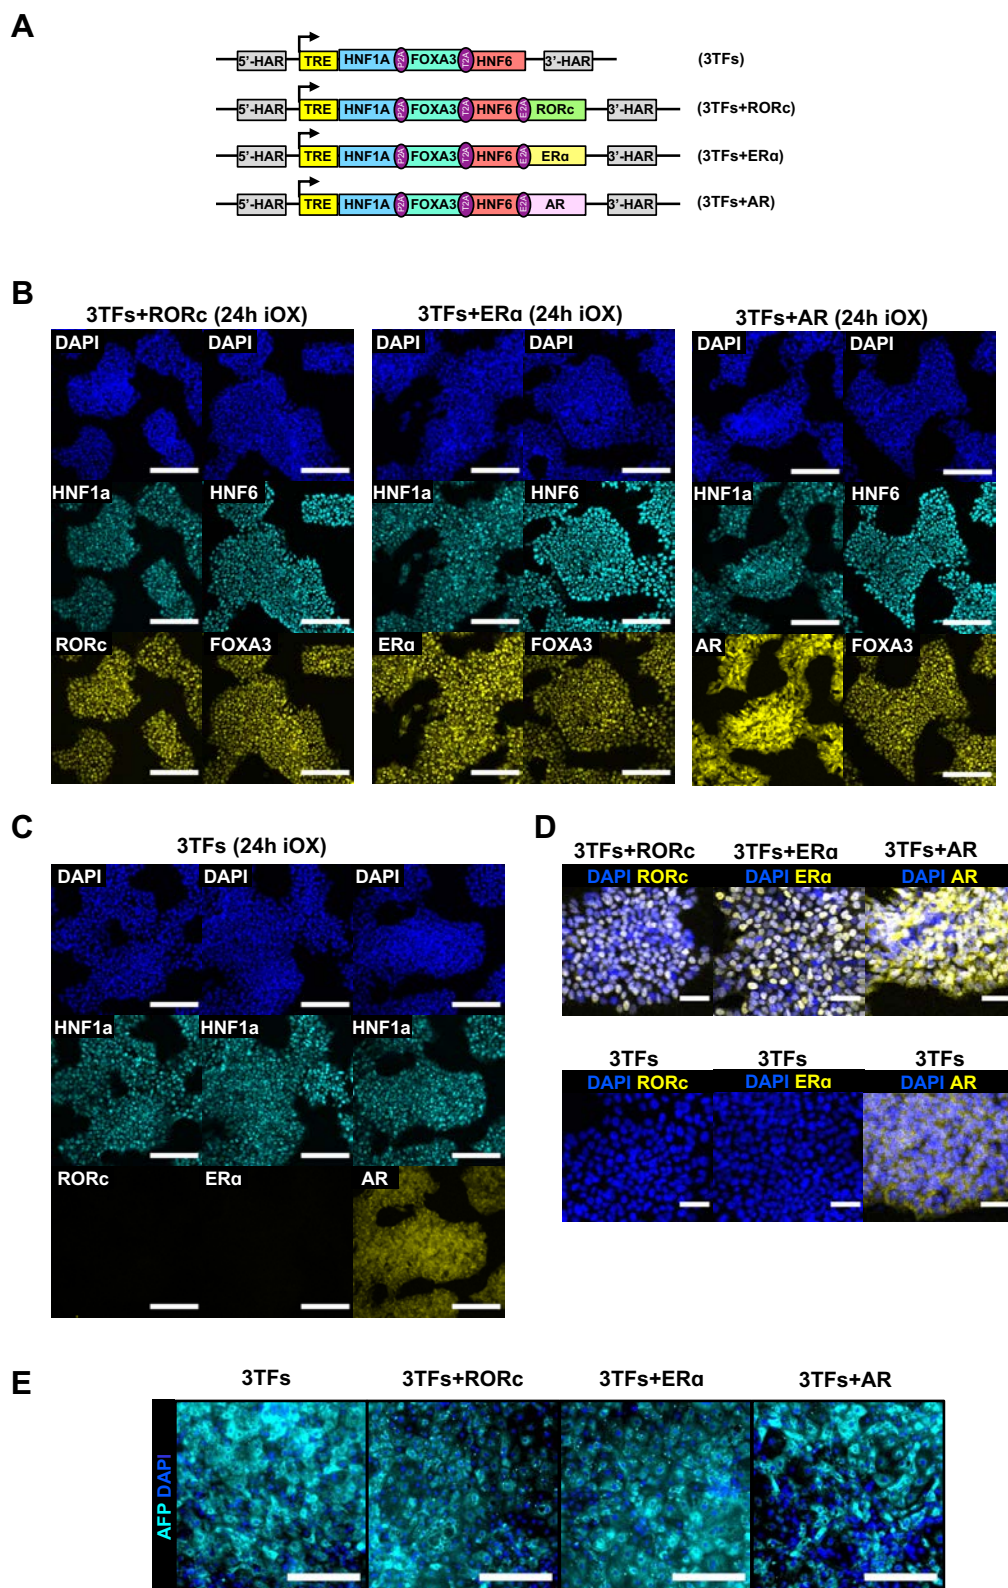 A
5'-HAR TRE HNF1A P2A FOXA3 T2A HNF6 3'-HAR (3TFs)
5'-HAR TRE HNF1A P2A FOXA3 T2A HNF6 E2A RORc 3'-HAR (3TFs+RORc)
5'-HAR TRE HNF1A P2A FOXA3 T2A HNF6 E2A ERα 3'-HAR (3TFs+ERα)
5'-HAR TRE HNF1A P2A FOXA3 T2A HNF6 E2A AR 3'-HAR (3TFs+AR)
B
3TFs+RORc (24h iOX) 3TFs+ERα (24h iOX) 3TFs+AR (24h iOX)
DAPI DAPI DAPI DAPI DAPI DAPI
HNF1a HNF6 HNF1a HNF6 HNF1a HNF6
RORc FOXA3 ERα FOXA3 AR FOXA3
C
3TFs (24h iOX)
DAPI DAPI DAPI
HNF1a HNF1a HNF1a
RORc ERα AR
D
3TFs+RORc 3TFs+ERα 3TFs+AR
DAPI RORc DAPI ERα DAPI AR
3TFs 3TFs 3TFs
DAPI RORc DAPI ERα DAPI AR
E
3TFs 3TFs+RORc 3TFs+ERα 3TFs+AR
AFP DAPI